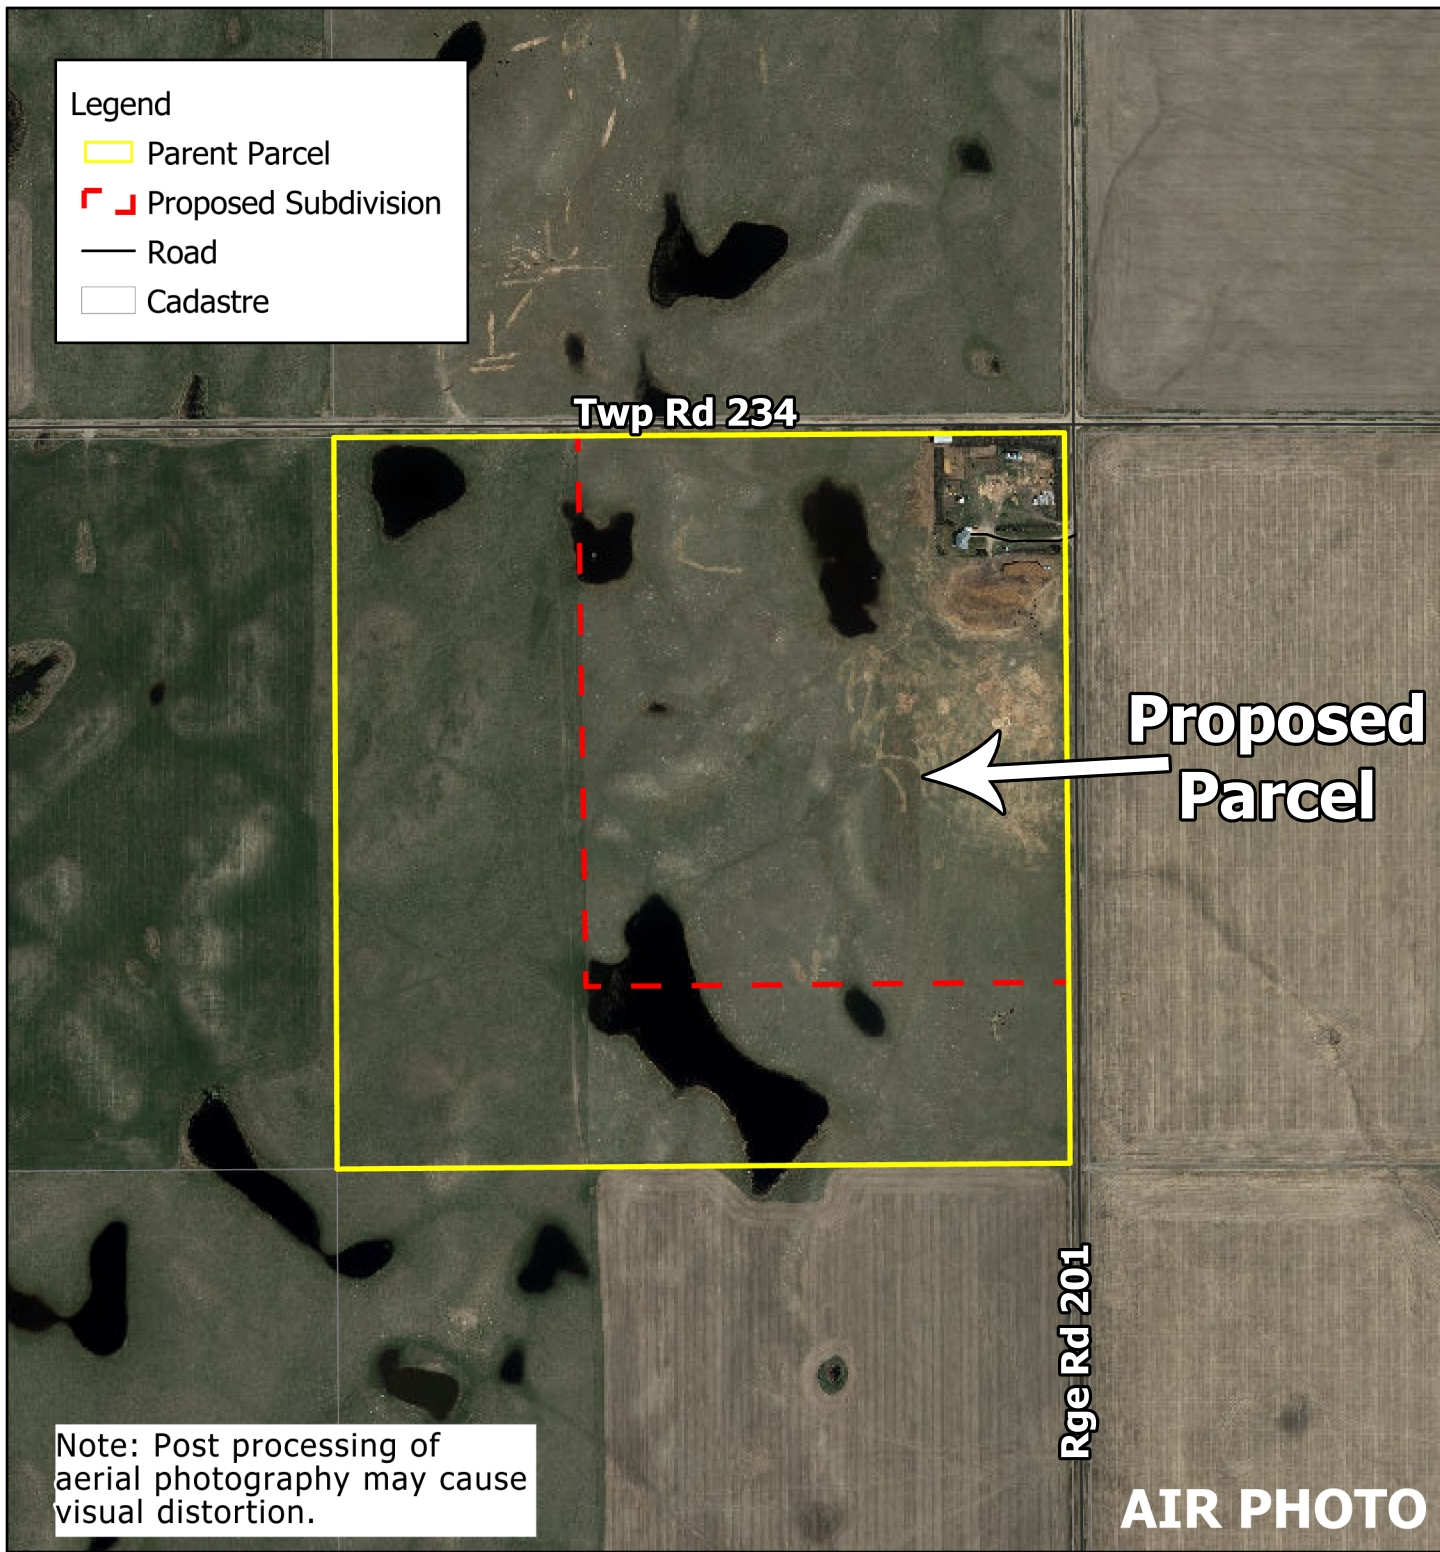 Legend
Parent Parcel
Proposed Subdivision
Road
Cadastre
Twp Rd 234
Proposed
Parcel
Rge Rd 201
Note: Post processing of
aerial photography may cause
visual distortion.
AIR PHOTO